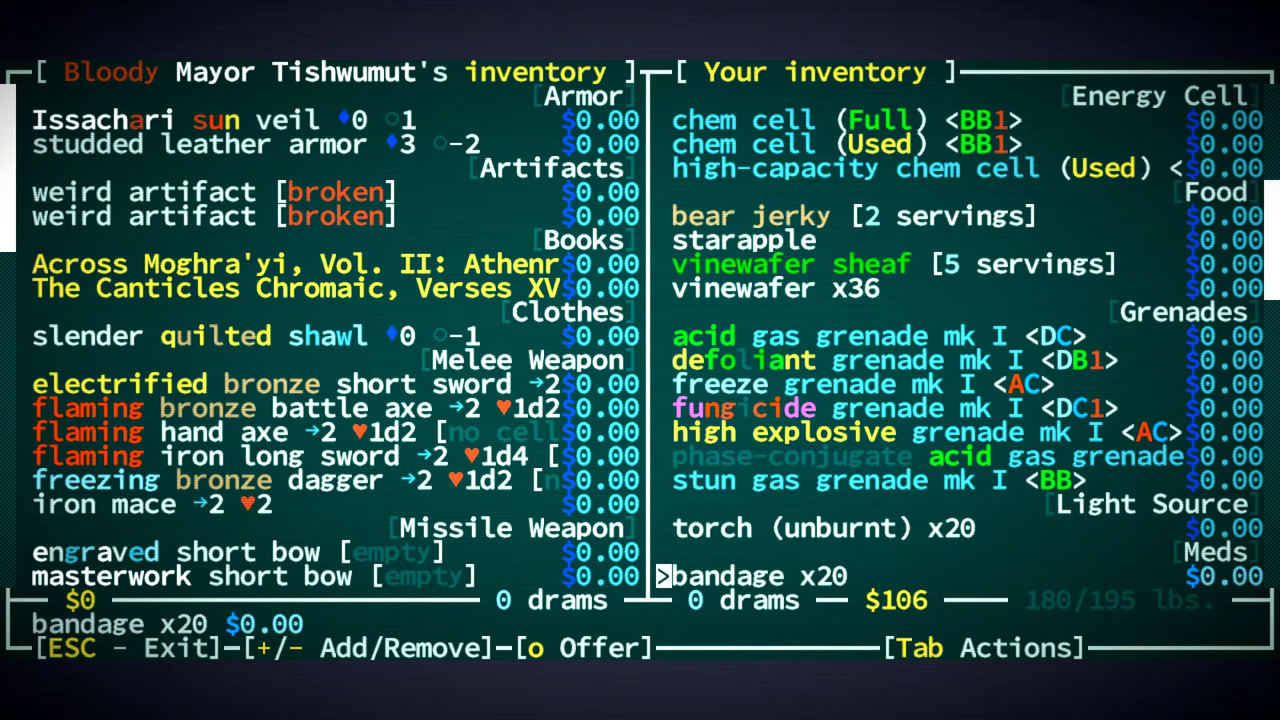 [ Bloody Mayor Tishwumut's inventory ]
[Armor]
Issachari sun veil ♦0 ○1 $0.00
studded leather armor ♦3 ○-2 $0.00
[Artifacts]
weird artifact [broken] $0.00
weird artifact [broken] $0.00
[Books]
Across Moghra'yi, Vol. II: Athenr $0.00
The Canticles Chromaic, Verses XV $0.00
[Clothes]
slender quilted shawl ♦0 ○-1 $0.00
[Melee Weapon]
electrified bronze short sword →2 $0.00
flaming bronze battle axe →2 ♥1d2 $0.00
flaming hand axe →2 ♥1d2 [no cell $0.00
flaming iron long sword →2 ♥1d4 [ $0.00
freezing bronze dagger →2 ♥1d2 [n $0.00
iron mace →2 ♥2 $0.00
[Missile Weapon]
engraved short bow [empty] $0.00
masterwork short bow [empty] $0.00
$0 0 drams
[ Your inventory ]
[Energy Cell]
chem cell (Full) <BB1> $0.00
chem cell (Used) <BB1> $0.00
high-capacity chem cell (Used) < $0.00
[Food]
bear jerky [2 servings] $0.00
starapple $0.00
vinewafer sheaf [5 servings] $0.00
vinewafer x36 $0.00
[Grenades]
acid gas grenade mk I <DC> $0.00
defoliant grenade mk I <DB1> $0.00
freeze grenade mk I <AC> $0.00
fungicide grenade mk I <DC1> $0.00
high explosive grenade mk I <AC> $0.00
phase-conjugate acid gas grenade $0.00
stun gas grenade mk I <BB> $0.00
[Light Source]
torch (unburnt) x20 $0.00
[Meds]
>bandage x20 $0.00
0 drams $106 180/195 lbs.
bandage x20 $0.00
[ESC - Exit] [+/- Add/Remove] [o Offer] [Tab Actions]